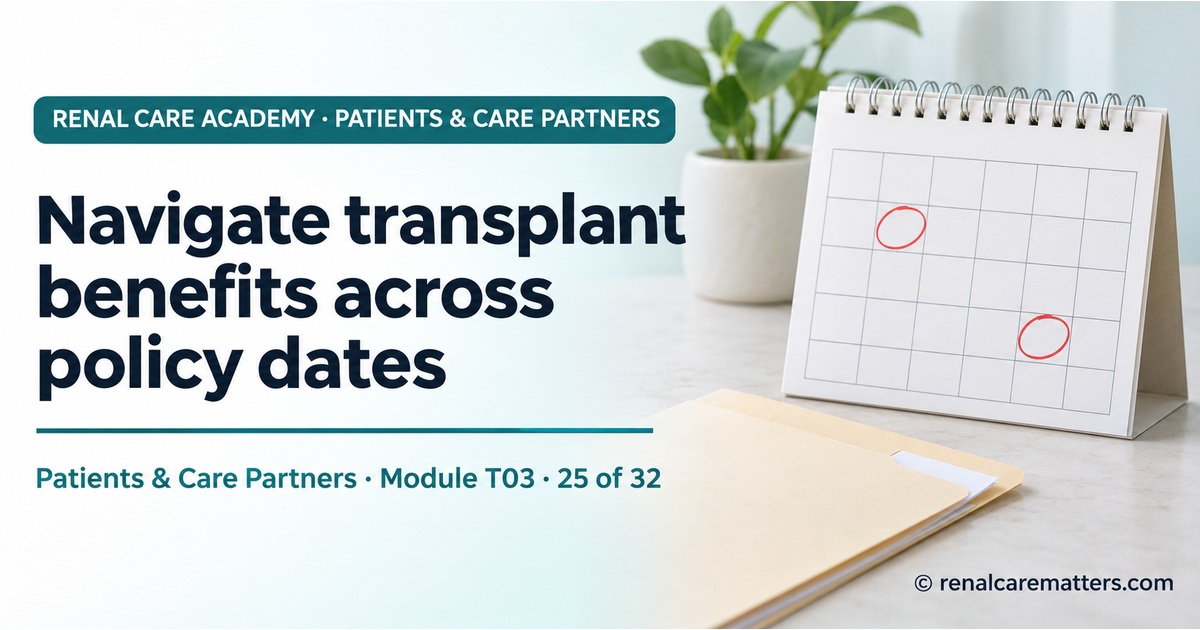 RENAL CARE ACADEMY · PATIENTS & CARE PARTNERS
Navigate transplant
benefits across
policy dates
Patients & Care Partners · Module T03 · 25 of 32
© renalcarematters.com